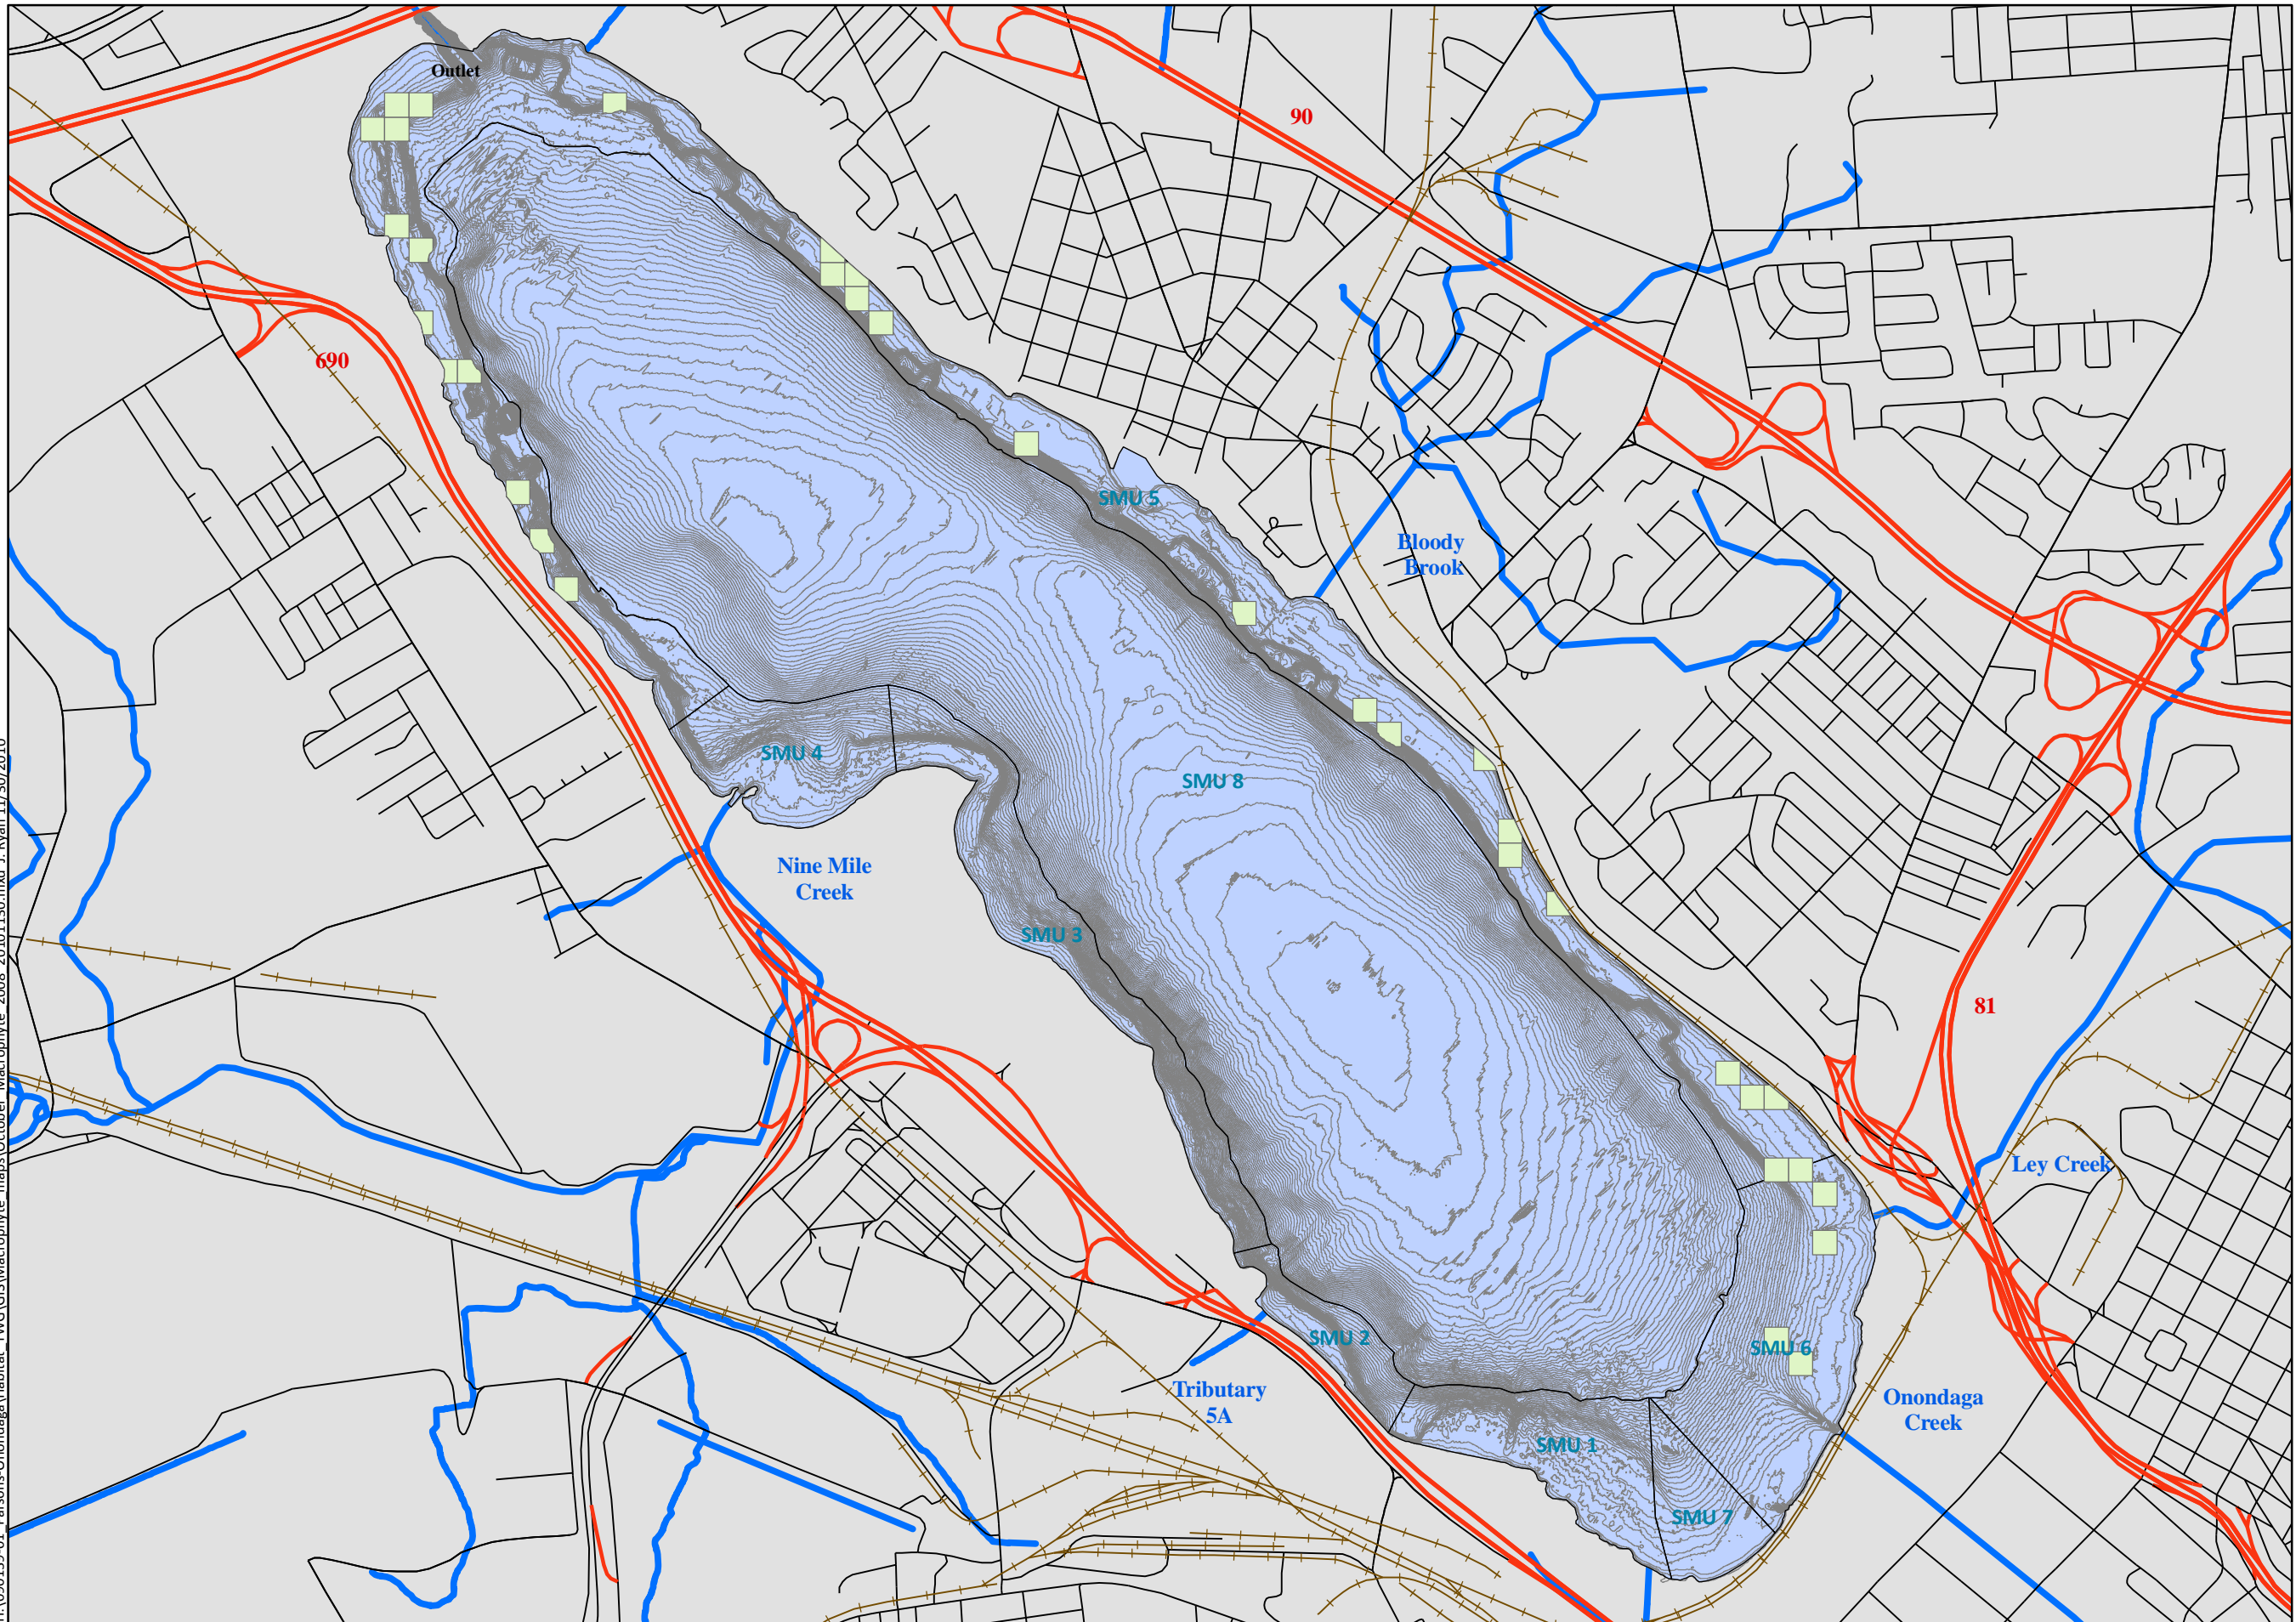 Outlet
90
690
SMU 5
Bloody
Brook
SMU 4
SMU 8
Nine Mile
Creek
SMU 3
81
Ley Creek
SMU 2
SMU 6
Tributary
5A
Onondaga
Creek
SMU 1
SMU 7